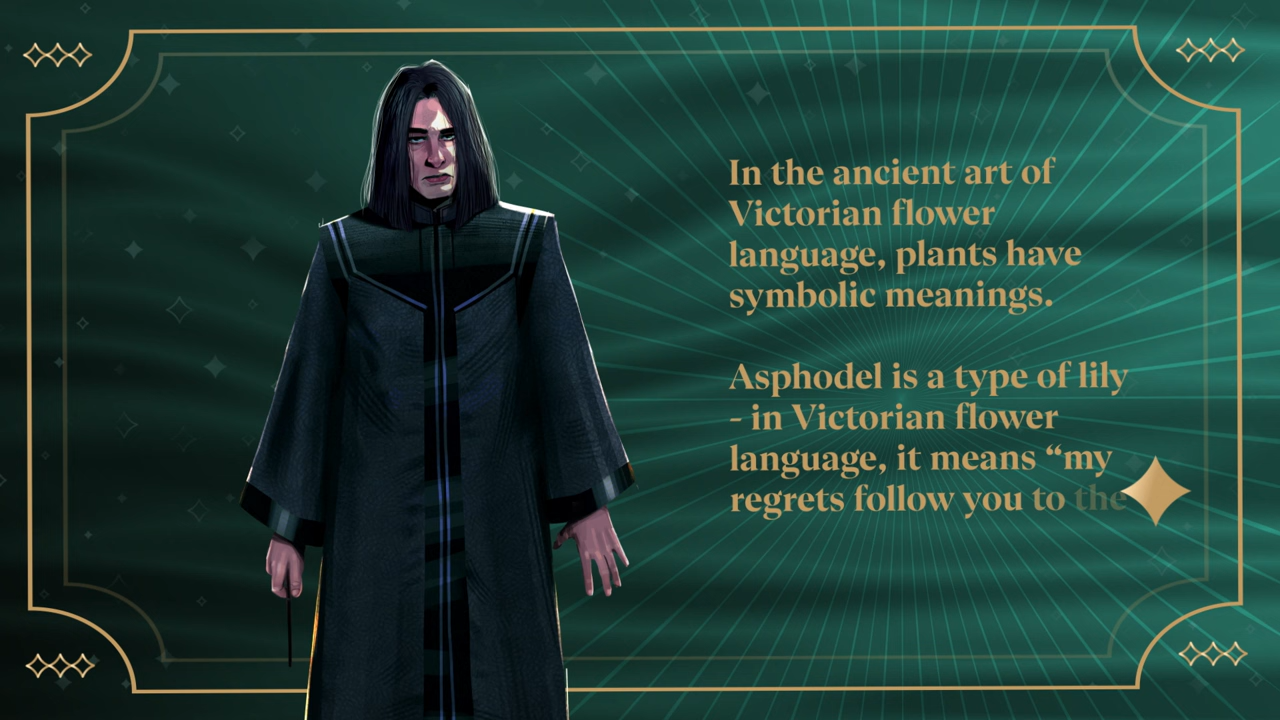 In the ancient art of
Victorian flower
language, plants have
symbolic meanings.
Asphodel is a type of lily
- in Victorian flower
language, it means “my
regrets follow you to the